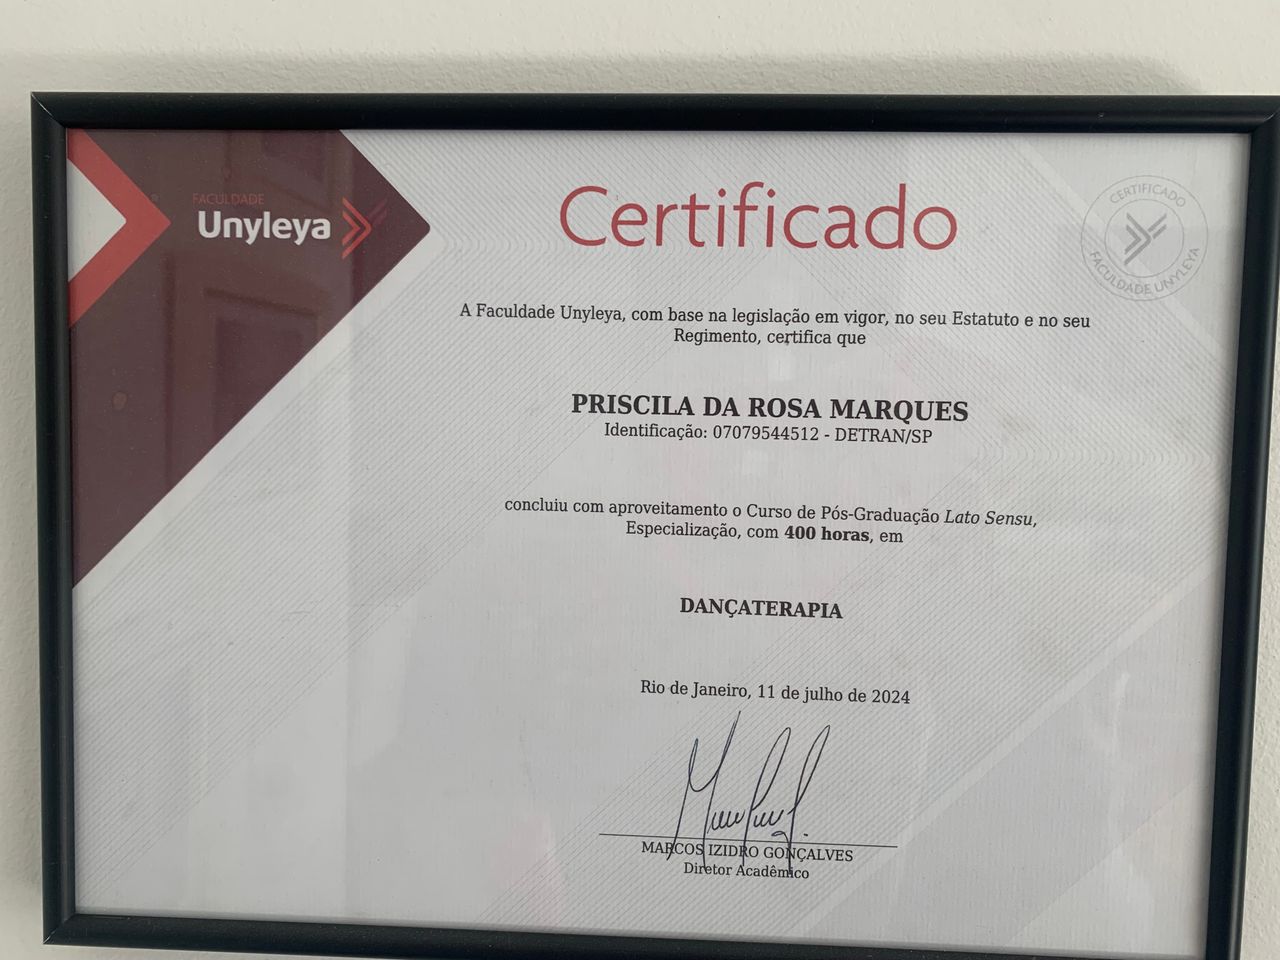 FACULDADE
Unyleya
Certificado
CERTIFICADO
FACULDADE UNYLEYA
A Faculdade Unyleya, com base na legislação em vigor, no seu Estatuto e no seu
Regimento, certifica que
PRISCILA DA ROSA MARQUES
Identificação: 07079544512 - DETRAN/SP
concluiu com aproveitamento o Curso de Pós-Graduação Lato Sensu,
Especialização, com 400 horas, em
DANÇATERAPIA
Rio de Janeiro, 11 de julho de 2024
MARCOS IZIDRO GONÇALVES
Diretor Acadêmico